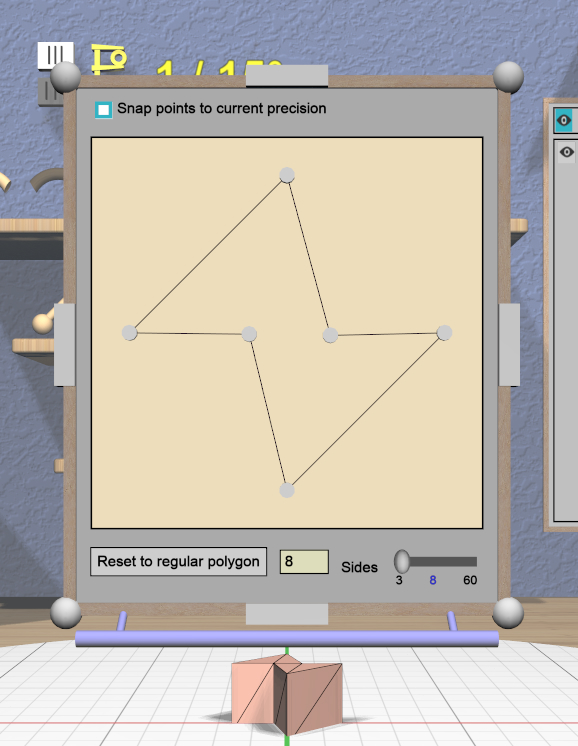 Snap points to current precision
Reset to regular polygon
8
Sides
3
8
60